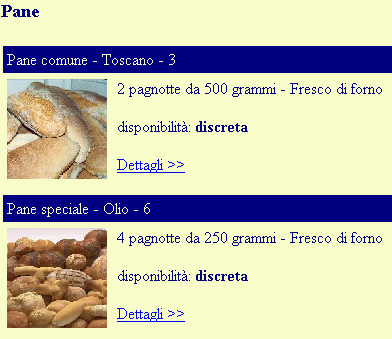 Pane
Pane comune - Toscano - 3
2 pagnotte da 500 grammi - Fresco di forno
disponibilità: discreta
Dettagli >>
Pane speciale - Olio - 6
4 pagnotte da 250 grammi - Fresco di forno
disponibilità: discreta
Dettagli >>